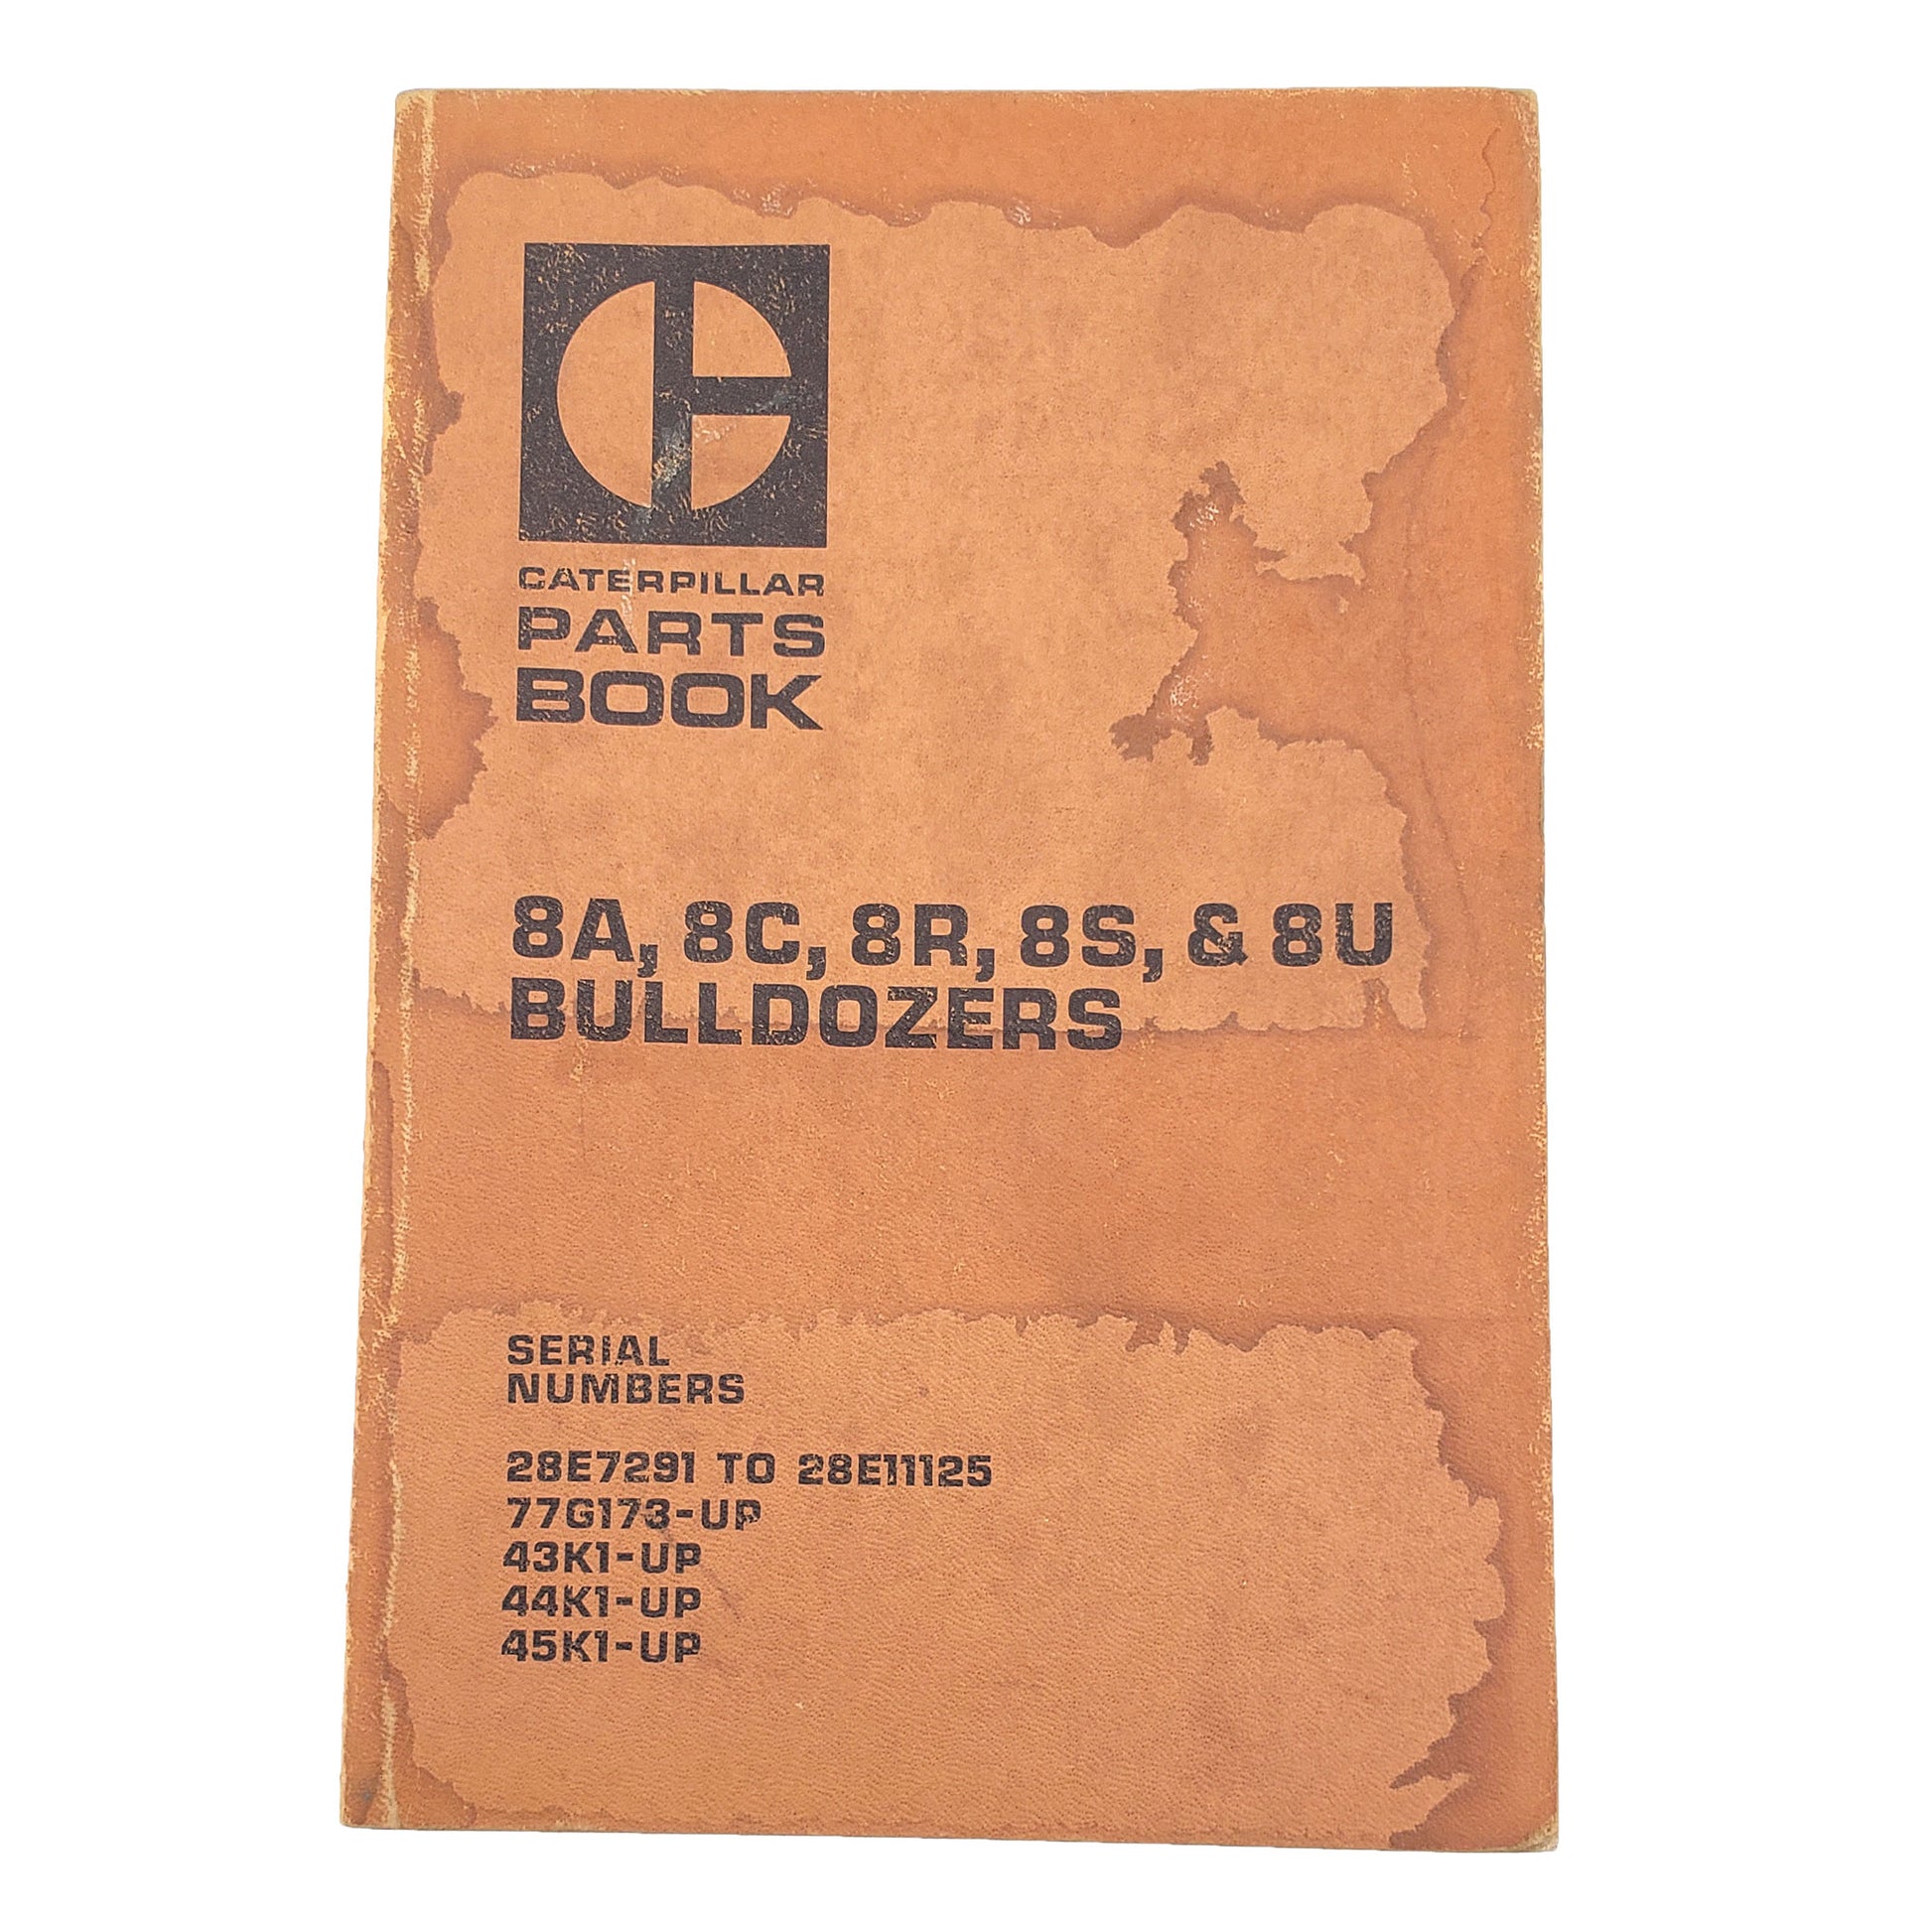 CATERPILLAR
PARTS
BOOK
8A, 8C, 8R, 8S, & 8U
BULLDOZERS
SERIAL
NUMBERS
28E7291 TO 28E11125
77G173-UP
43K1-UP
44K1-UP
45K1-UP